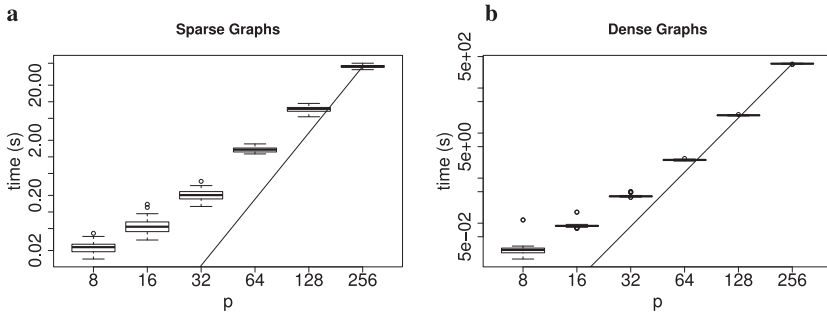 a
Sparse Graphs
time (s)
20.00
2.00
0.20
0.02
8 16 32 64 128 256
p
b
Dense Graphs
time (s)
5e+02
5e+00
5e-02
8 16 32 64 128 256
p